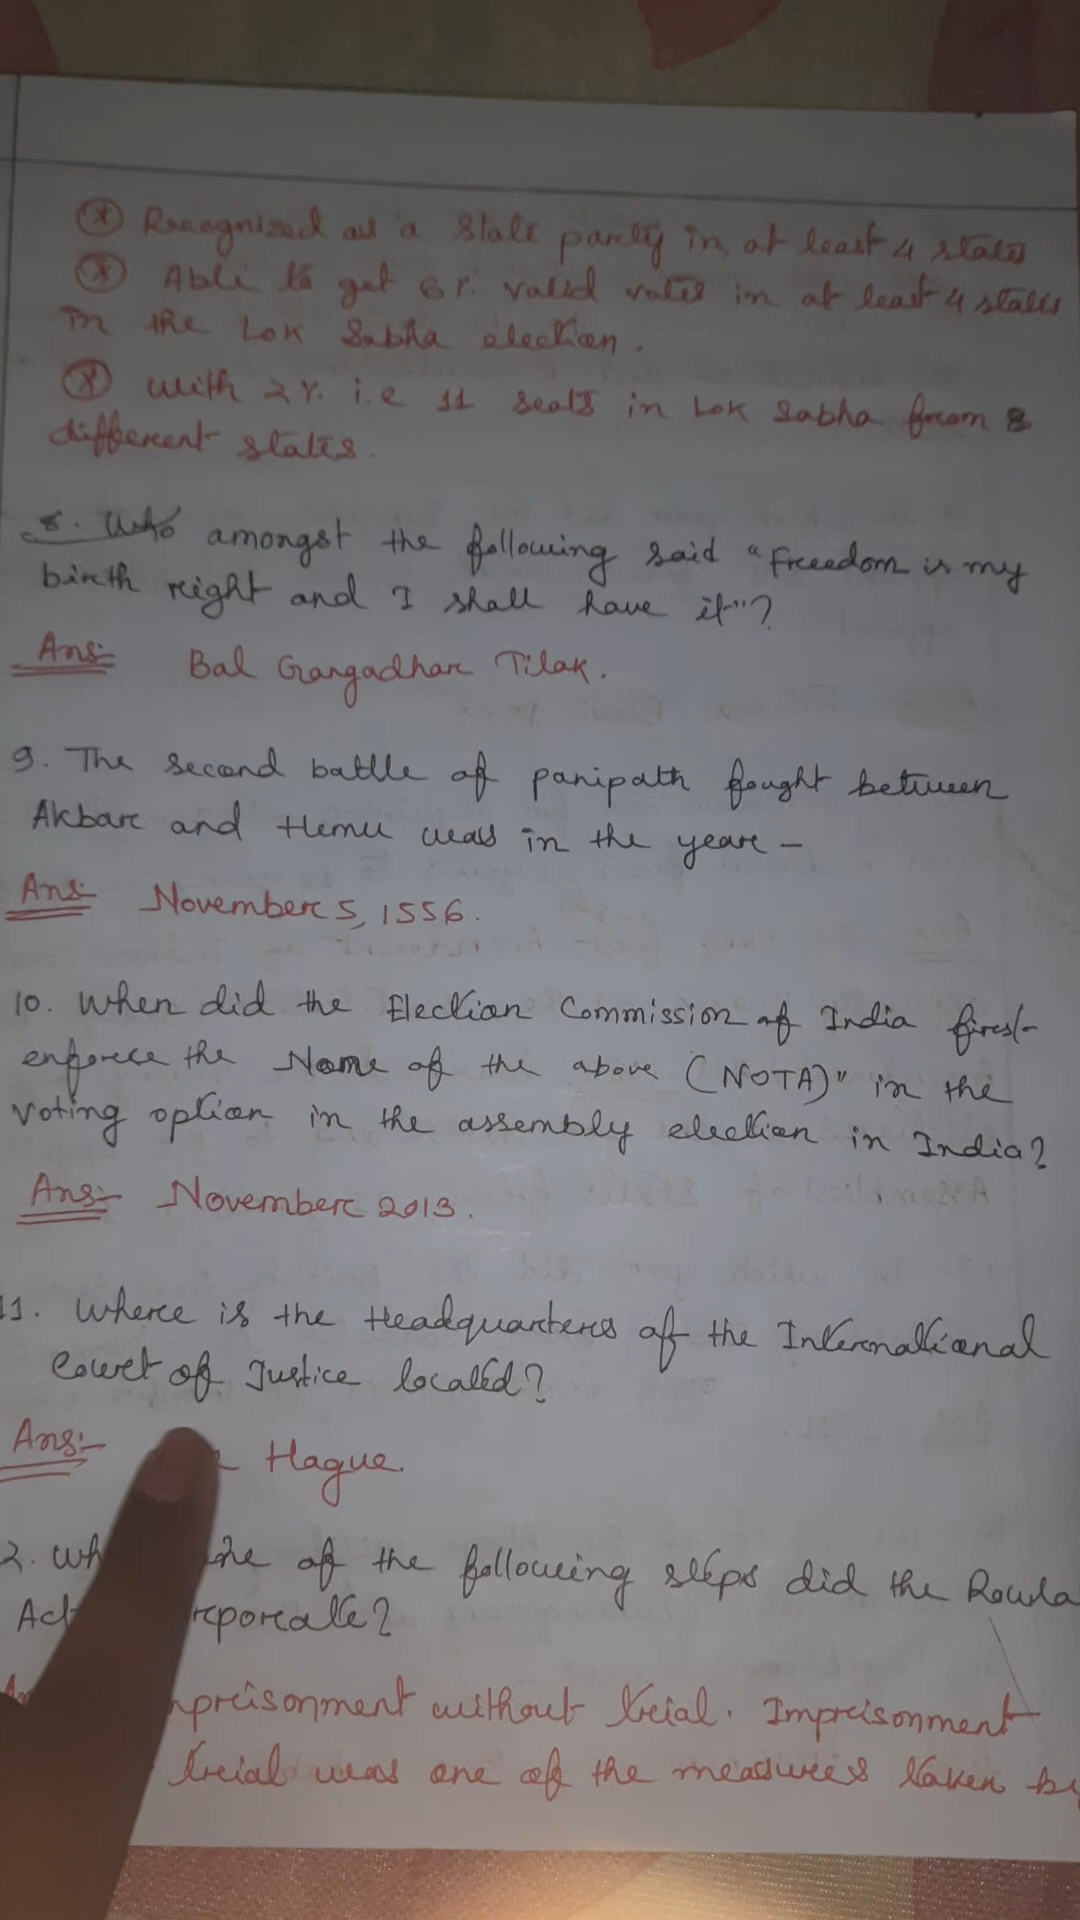 * Recognized as a state party in at least 4 states
* Able to get 6% valid votes in at least 4 states
in the Lok Sabha election.
* with 2% i.e 11 seats in Lok Sabha from
different states.
8. Who amongst the following said "Freedom is my
birth right and I shall have it"?
Ans:- Bal Gangadhar Tilak.
9. The second battle of panipath fought between
Akbar and Hemu was in the year -
Ans:- November 5, 1556.
10. When did the Election Commission of India first
enforce the None of the above (NOTA)" in the
voting option in the assembly election in India?
Ans:- November 2013.
11. Where is the Headquarters of the International
Court of Justice located?
Ans:- Hague.
2. of the following steps did the Rowla
Act
imprisonment without trial. Imprisonment
trial was one of the measures taken by